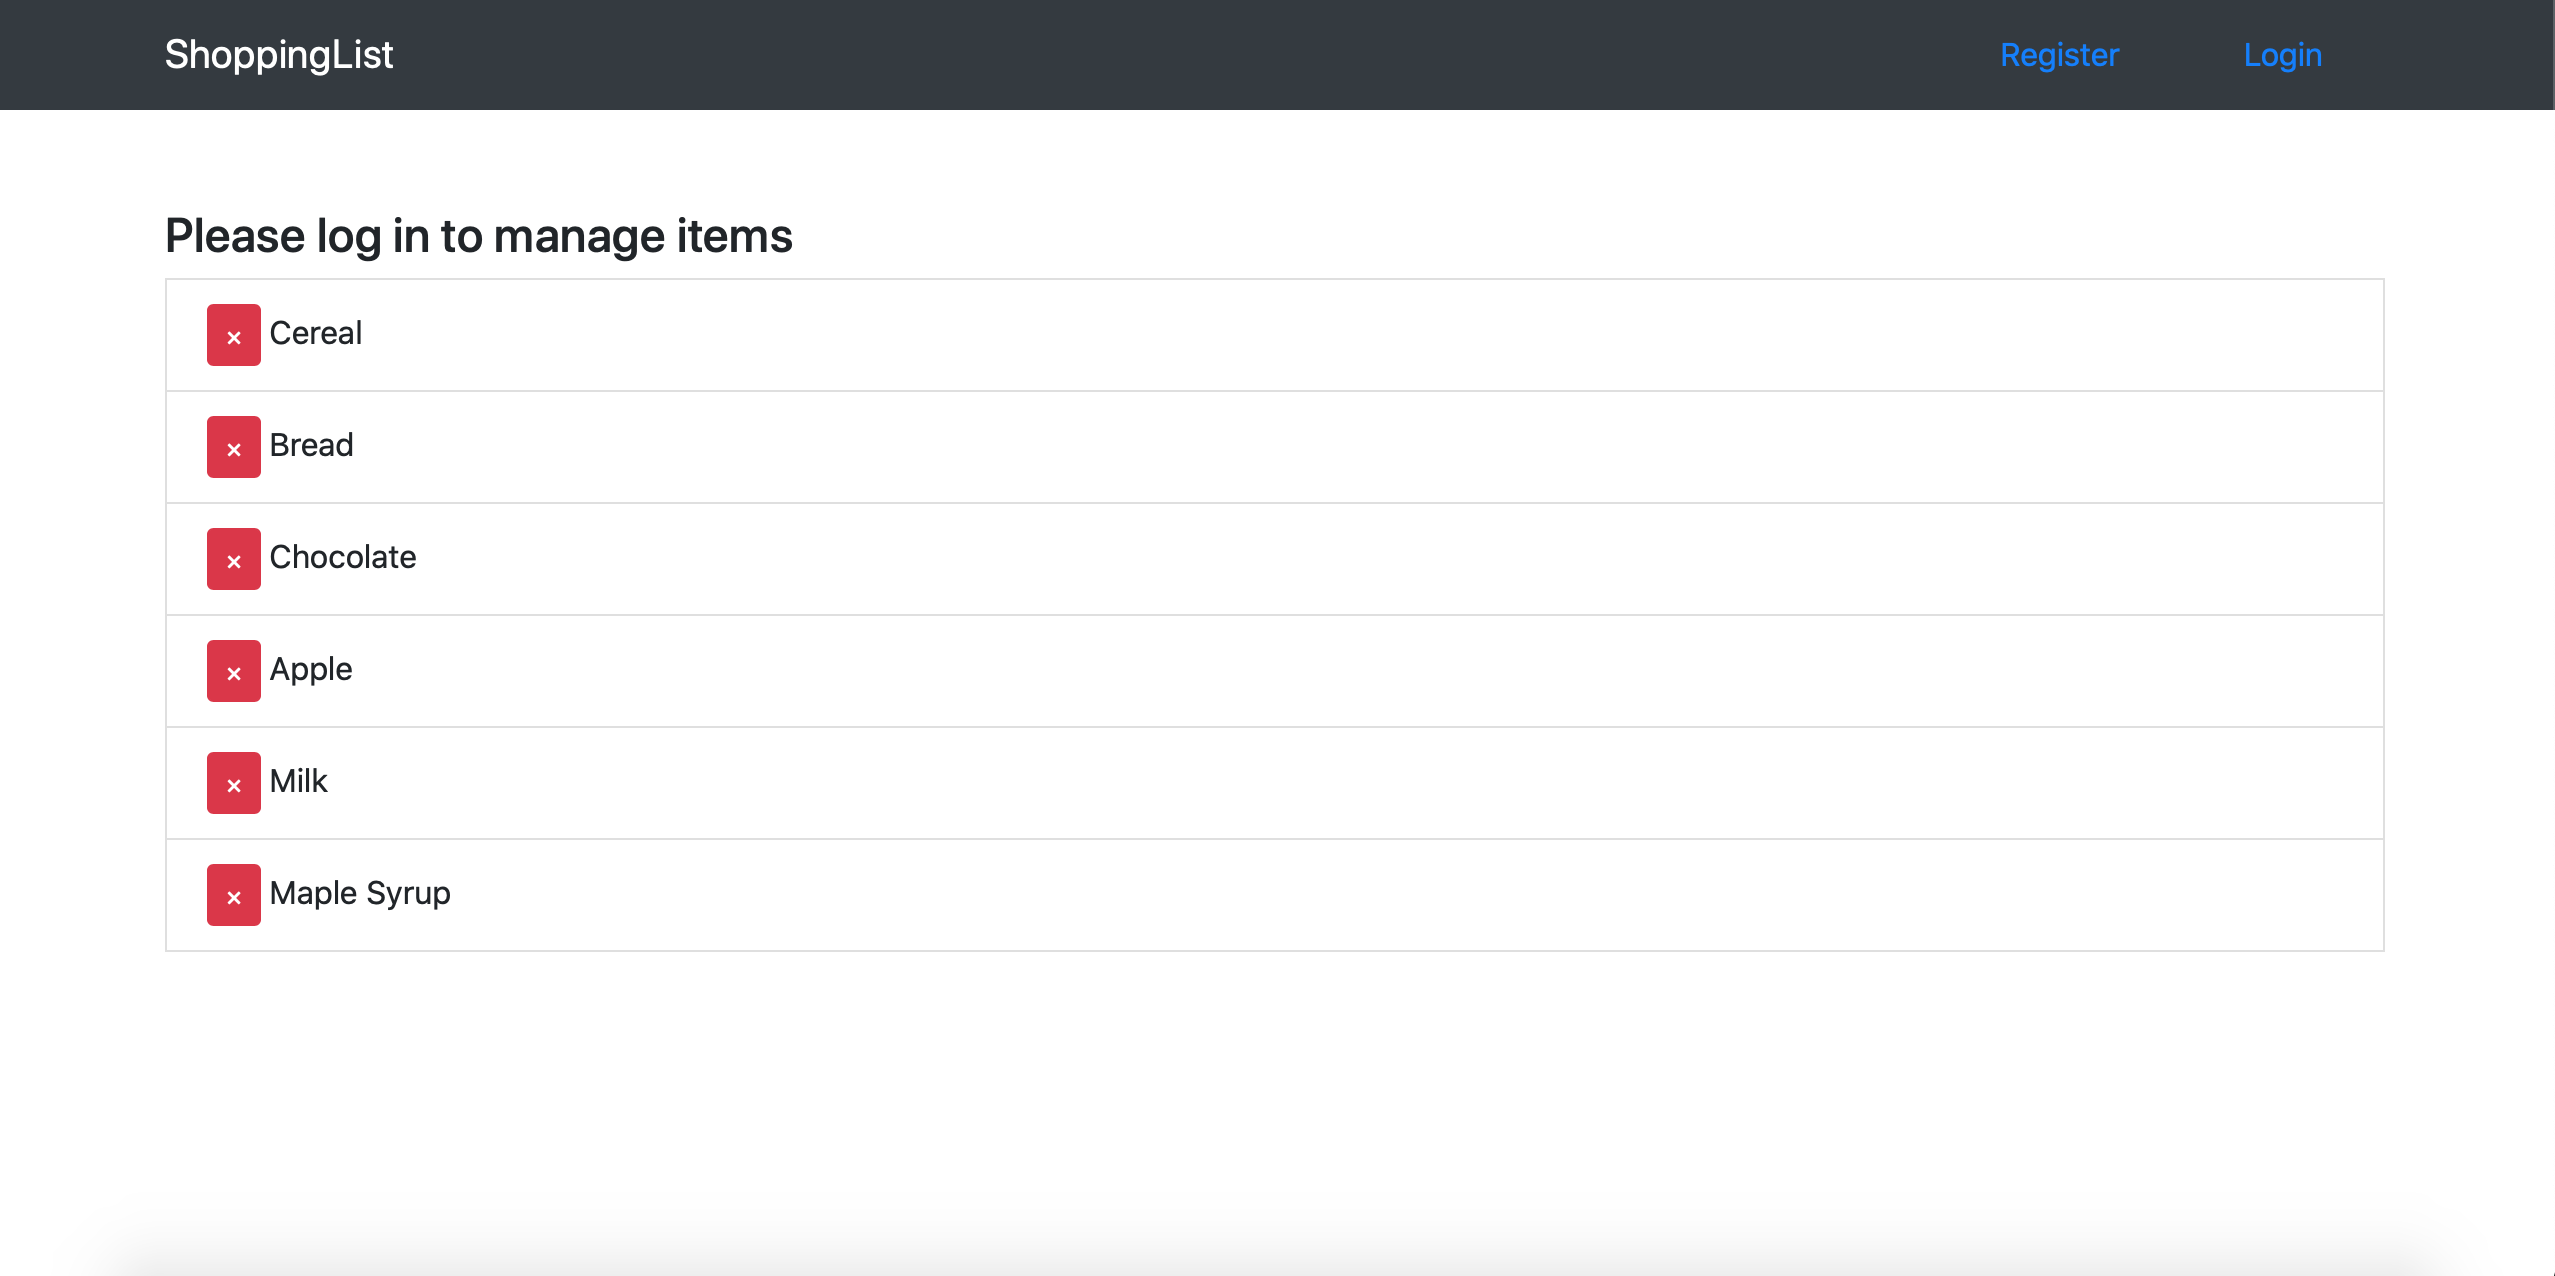 ShoppingList Register Login
Please log in to manage items
× Cereal
× Bread
× Chocolate
× Apple
× Milk
× Maple Syrup